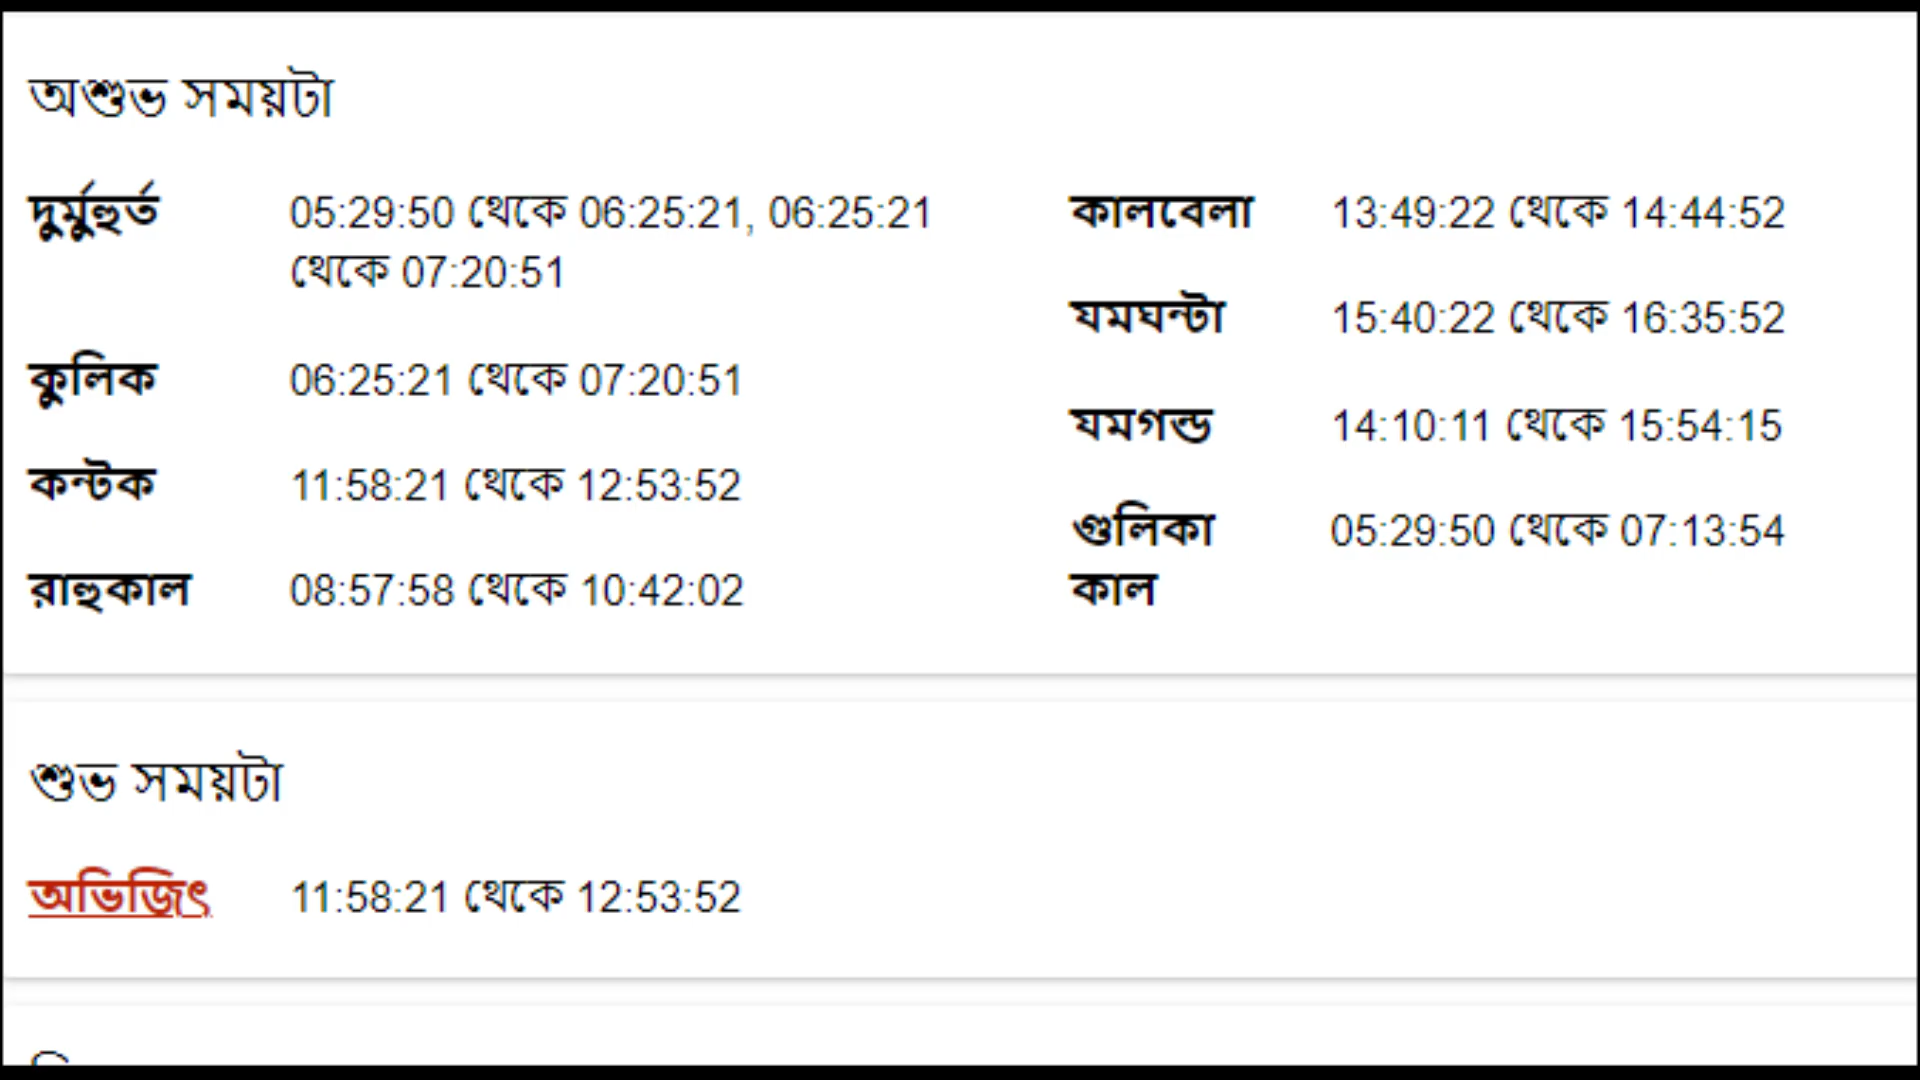 অশুভ সময়টা
দুর্মুহুর্ত 05:29:50 থেকে 06:25:21, 06:25:21
থেকে 07:20:51
কুলিক 06:25:21 থেকে 07:20:51
কন্টক 11:58:21 থেকে 12:53:52
রাহুকাল 08:57:58 থেকে 10:42:02
কালবেলা 13:49:22 থেকে 14:44:52
যমঘন্টা 15:40:22 থেকে 16:35:52
যমগন্ড 14:10:11 থেকে 15:54:15
গুলিকা 05:29:50 থেকে 07:13:54
কাল
শুভ সময়টা
অভিজিৎ 11:58:21 থেকে 12:53:52